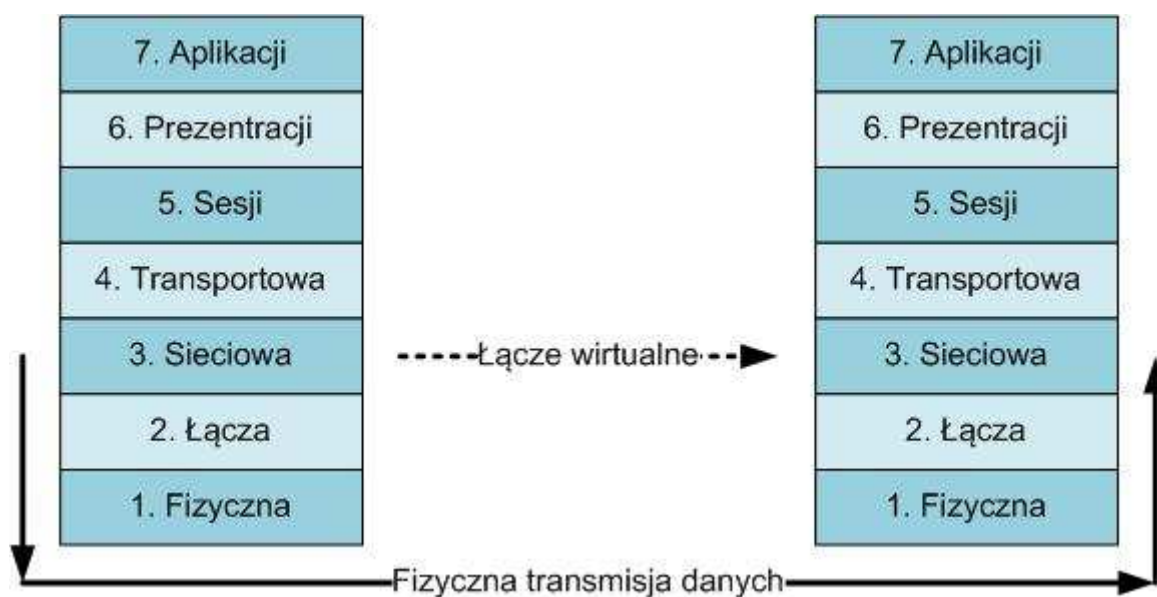 7. Aplikacji
6. Prezentracji
5. Sesji
4. Transportowa
3. Sieciowa
2. Łącza
1. Fizyczna
Łącze wirtualne
7. Aplikacji
6. Prezentracji
5. Sesji
4. Transportowa
3. Sieciowa
2. Łącza
1. Fizyczna
Fizyczna transmisja danych